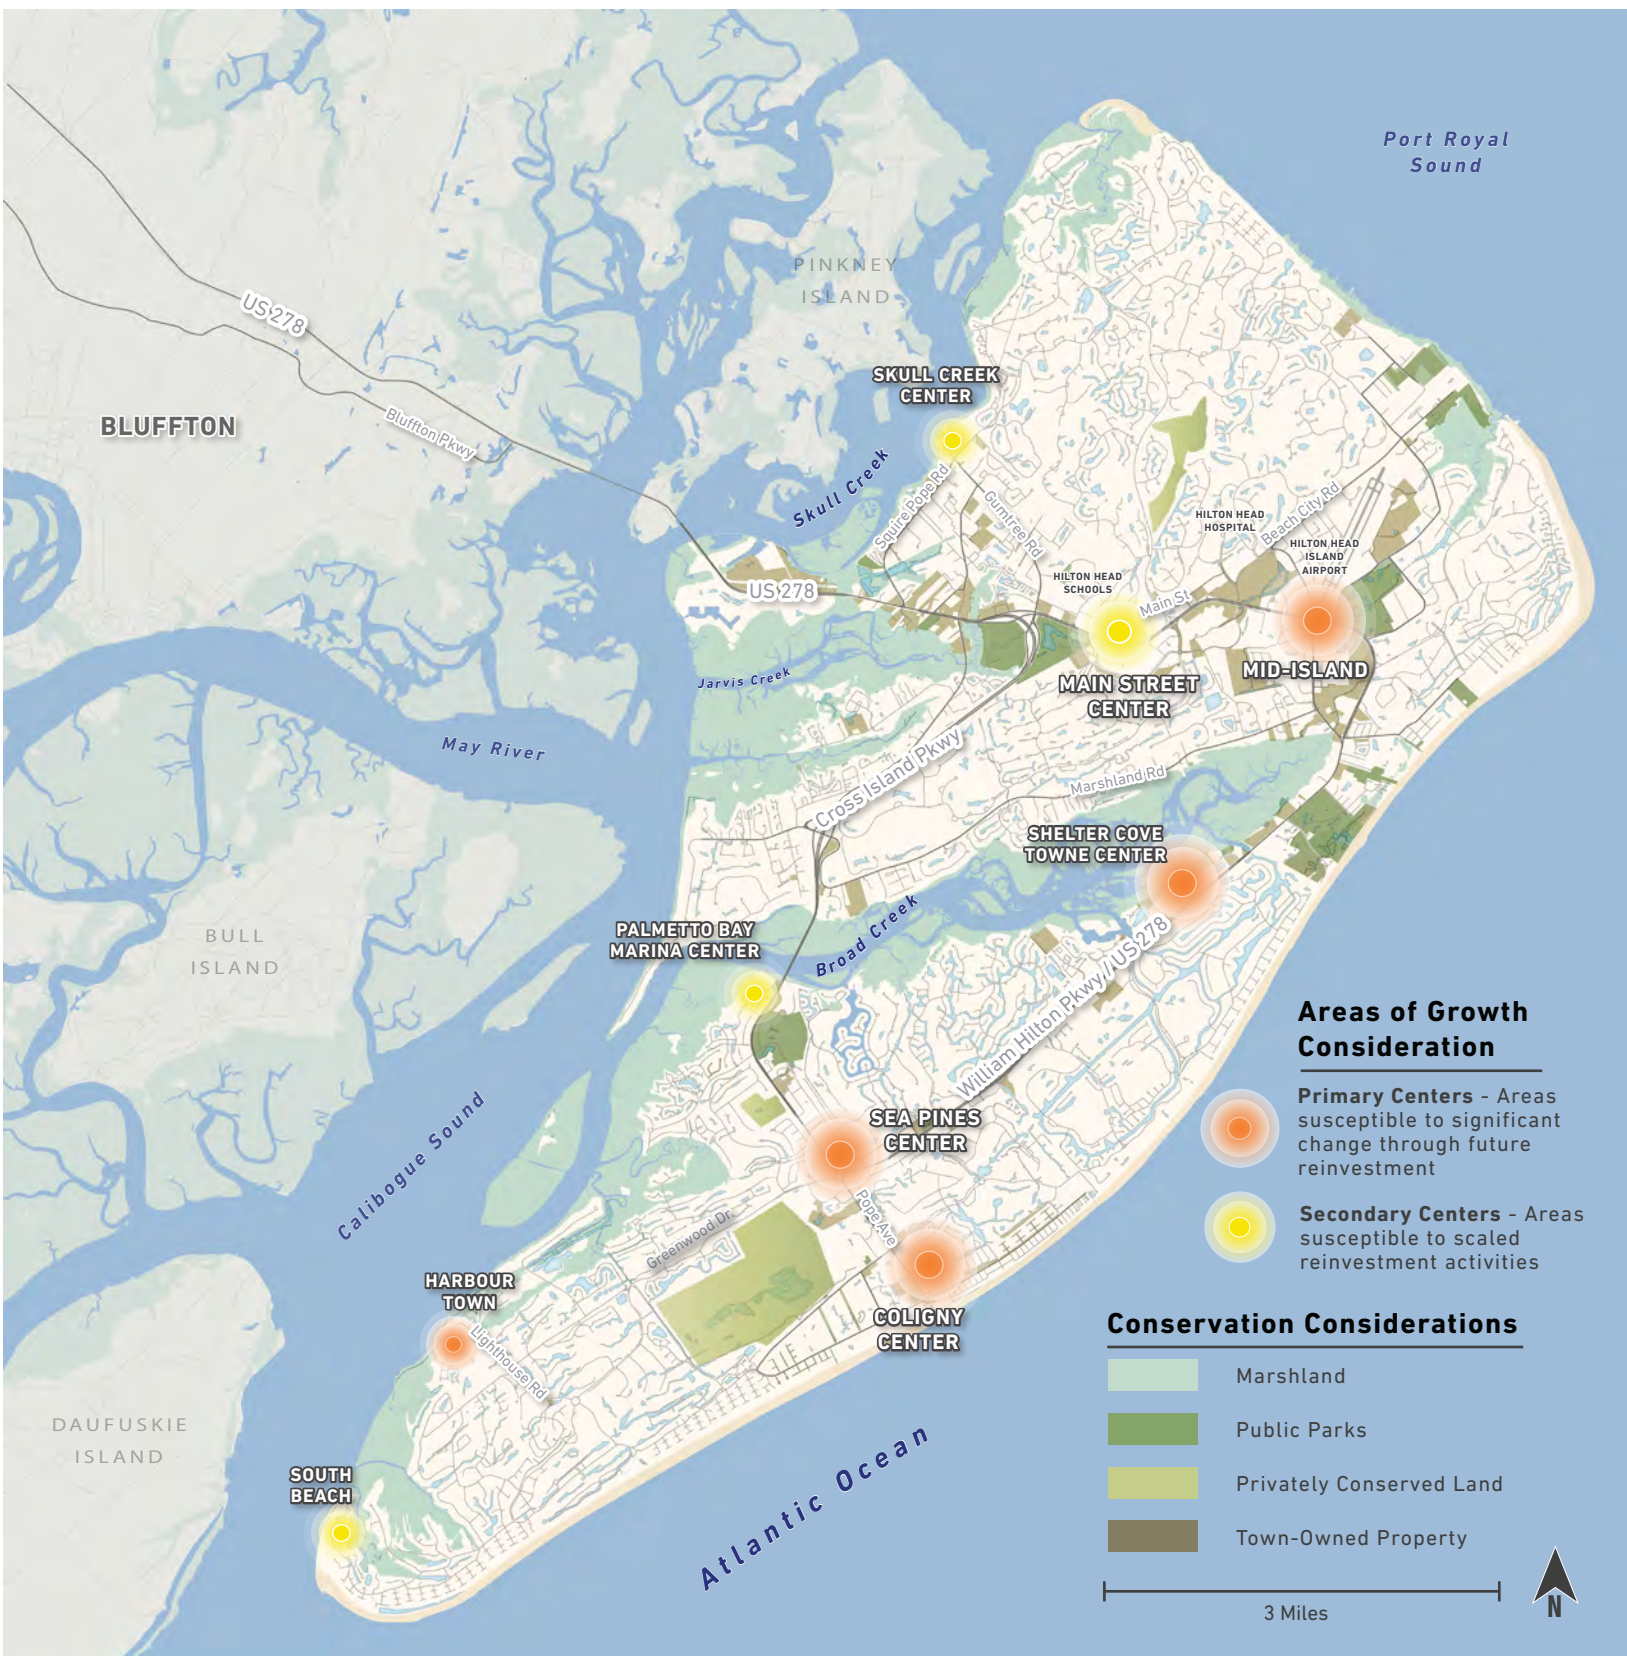 Port Royal
Sound
PINKNEY
ISLAND
US 278
SKULL CREEK
CENTER
BLUFFTON
Bluffton Pkwy
Skull Creek
Squire Pope Rd
Gumtree Rd
HILTON HEAD
HOSPITAL
Beach City Rd
HILTON HEAD
ISLAND
AIRPORT
HILTON HEAD
SCHOOLS
US 278
Main St
MID-ISLAND
MAIN STREET
CENTER
Jarvis Creek
May River
Cross Island Pkwy
Marshland Rd
SHELTER COVE
TOWNE CENTER
PALMETTO BAY
MARINA CENTER
Broad Creek
BULL
ISLAND
William Hilton Pkwy / US 278
Areas of Growth
Consideration
Primary Centers - Areas
susceptible to significant
change through future
reinvestment
SEA PINES
CENTER
Calibogue Sound
Pope Ave
Greenwood Dr
Secondary Centers - Areas
susceptible to scaled
reinvestment activities
HARBOUR
TOWN
Lighthouse Rd
COLIGNY
CENTER
Conservation Considerations
Marshland
Public Parks
Privately Conserved Land
Town-Owned Property
DAUFUSKIE
ISLAND
SOUTH
BEACH
Atlantic Ocean
3 Miles
N